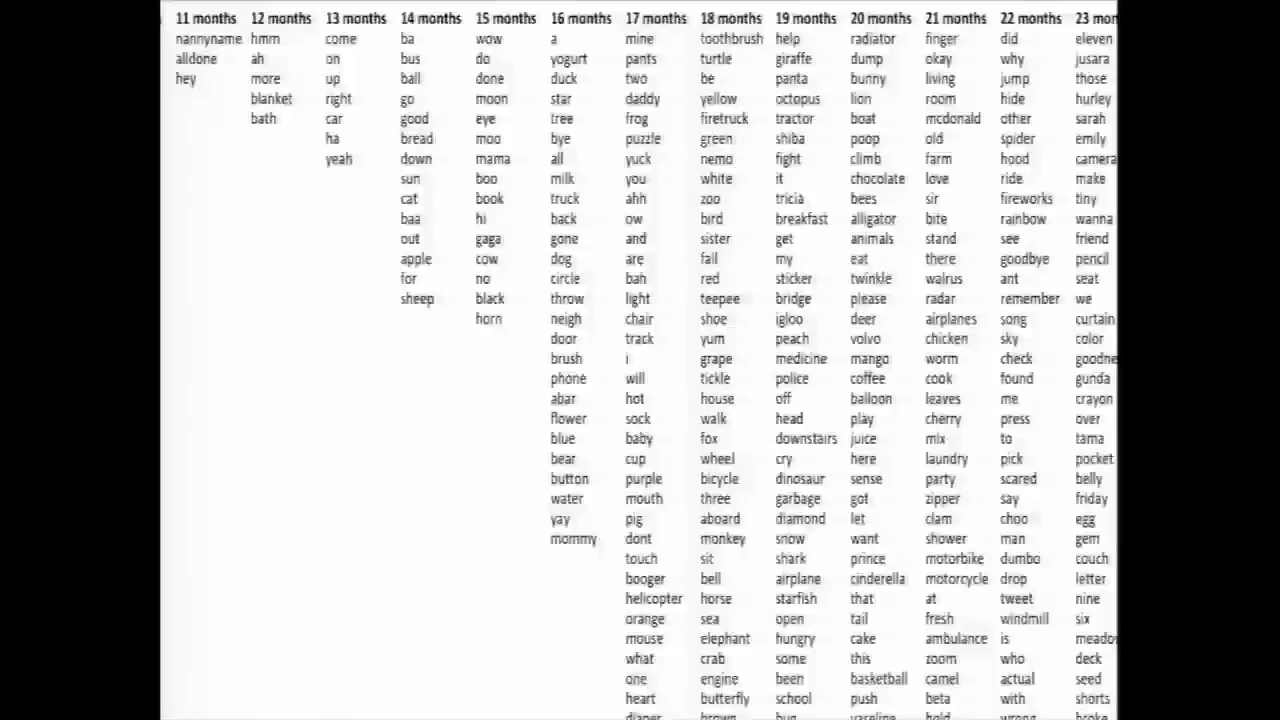 11 months 12 months 13 months 14 months 15 months 16 months 17 months 18 months 19 months 20 months 21 months 22 months 23 mon
nannyname hmm come ba wow a mine toothbrush help radiator finger did eleven
alldone ah on bus do yogurt pants turtle giraffe dump okay why jusara
hey more up ball done duck two be panta bunny living jump those
blanket right go moon star daddy yellow octopus lion room hide hurley
bath car good eye tree frog firetruck tractor boat mcdonald other sarah
ha bread moo bye puzzle green shiba poop old spider emily
yeah down mama all yuck nemo fight climb farm hood camera
sun boo milk you white it chocolate love ride make
cat book truck ahh zoo tricia bees sir fireworks tiny
baa hi back ow bird breakfast alligator bite rainbow wanna
out gaga gone and sister get animals stand see friend
apple cow dog are fall my eat there goodbye pencil
for no circle bah red sticker twinkle walrus ant seat
sheep black throw light teepee bridge please radar remember we
horn neigh chair shoe igloo deer airplanes song curtain
door track yum peach volvo chicken sky color
brush i grape medicine mango worm check goodne
phone will tickle police coffee cook found gunda
abar hot house off balloon leaves me crayon
flower sock walk head play cherry press over
blue baby fox downstairs juice mix to tama
bear cup wheel cry here laundry pick pocket
button purple bicycle dinosaur sense party scared belly
water mouth three garbage got zipper say friday
yay pig aboard diamond let clam choo egg
mommy dont monkey snow want shower man gem
touch sit shark prince motorbike dumbo couch
booger bell airplane cinderella motorcycle drop letter
helicopter horse starfish that at tweet nine
orange sea open tail fresh windmill six
mouse elephant hungry cake ambulance is meado
what crab some this zoom who deck
one engine been basketball camel actual seed
heart butterfly school push beta with shorts
diaper brown bug vaseline hold wrong broke